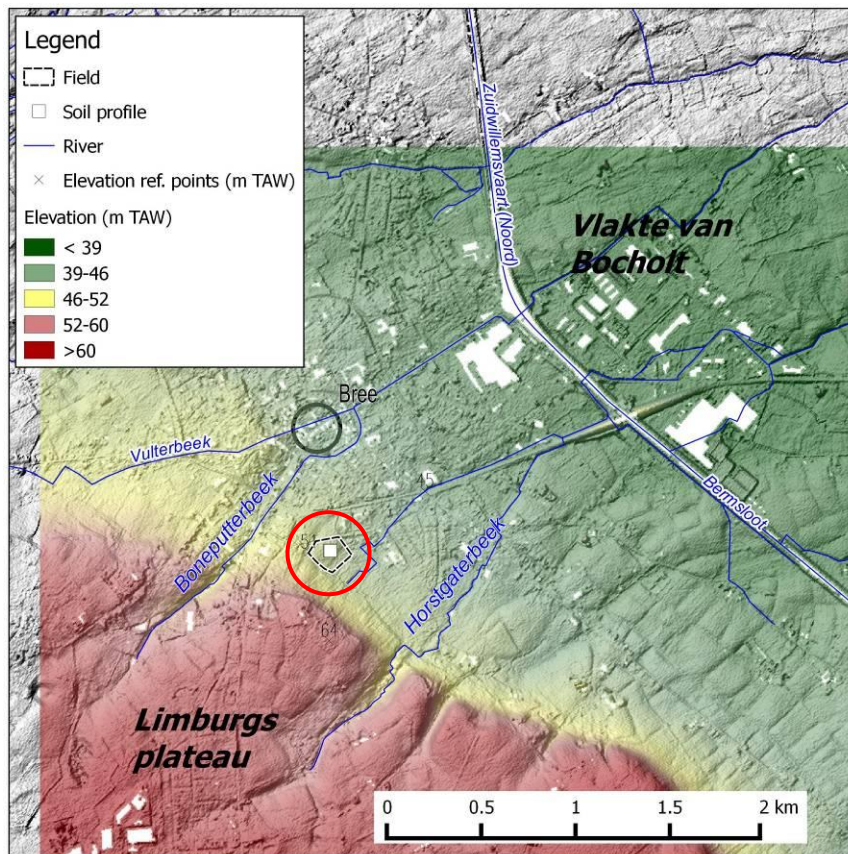 Legend
Field
Soil profile
River
Elevation ref. points (m TAW)
Elevation (m TAW)
< 39
39-46
46-52
52-60
>60
Zuidwillemsvaart (Noord)
Vlakte van
Bocholt
Bree
Vulterbeek
Boneputterbeek
45
Bermsloot
Horstgaterbeek
64
Limburgs
plateau
0 0.5 1 1.5 2 km